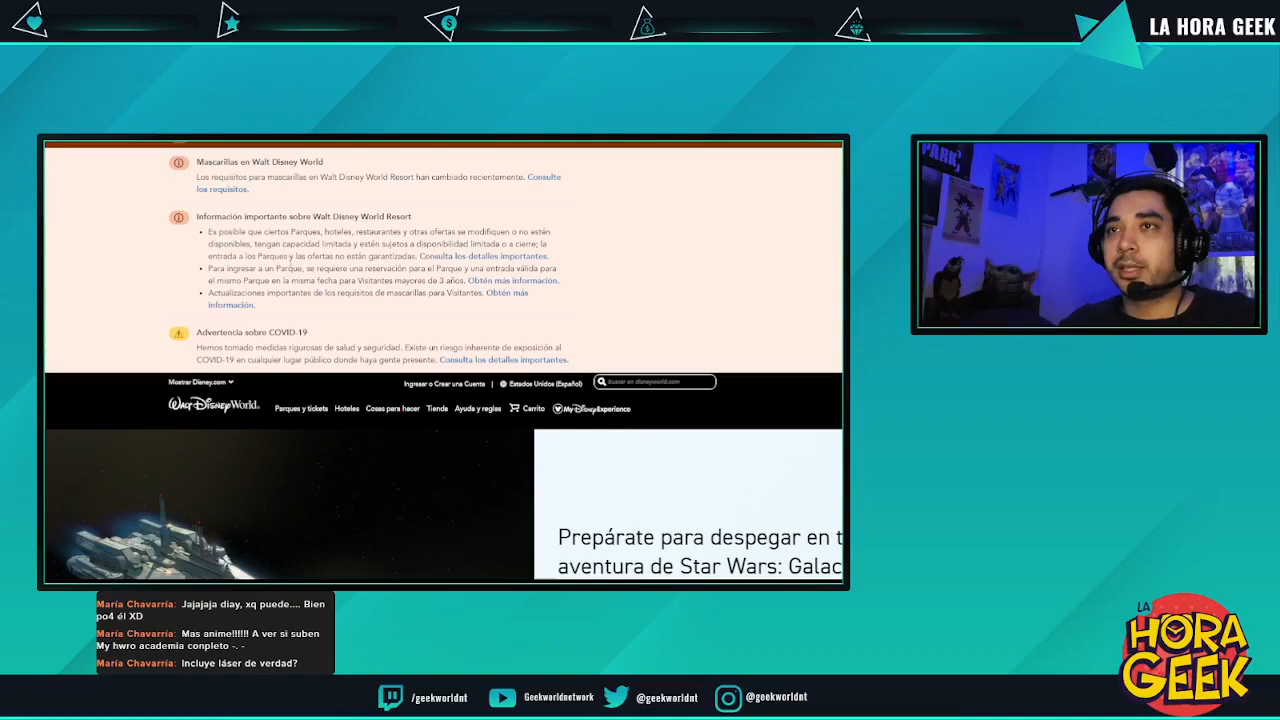 LA HORA GEEK
Mascarillas en Walt Disney World
Los requisitos para mascarillas en Walt Disney World Resort han cambiado recientemente. Consulte
los requisitos.
Información importante sobre Walt Disney World Resort
Es posible que ciertos Parques, hoteles, restaurantes y otras ofertas se modifiquen o no estén
disponibles, tengan capacidad limitada y estén sujetos a disponibilidad limitada o a cierre; la
entrada a los Parques y las ofertas no están garantizadas. Consulta los detalles importantes.
Para ingresar a un Parque, se requiere una reservación para el Parque y una entrada válida para
el mismo Parque en la misma fecha para Visitantes mayores de 3 años. Obtén más información.
Actualizaciones importantes de los requisitos de mascarillas para Visitantes. Obtén más
información.
Advertencia sobre COVID-19
Hemos tomado medidas rigurosas de salud y seguridad. Existe un riesgo inherente de exposición al
COVID-19 en cualquier lugar público donde haya gente presente. Consulta los detalles importantes.
Mostrar Disney.com
Ingresar o Crear una Cuenta | Estados Unidos (Español)
buscar en disneyworld.com
Walt Disney World
Parques y tickets Hoteles Cosas para hacer Tienda Ayuda y reglas Carrito My Disney Experience
Prepárate para despegar en t
aventura de Star Wars: Galac
PARK
María Chavarría: Jajajaja diay, xq puede.... Bien
po4 él XD
María Chavarría: Mas anime!!!!!! A ver si suben
My hwro academia conpleto -. -
María Chavarría: Incluye láser de verdad?
LA
HORA
GEEK
/geekworldnt Geekworldnetwork @geekworldnt @geekworldnt